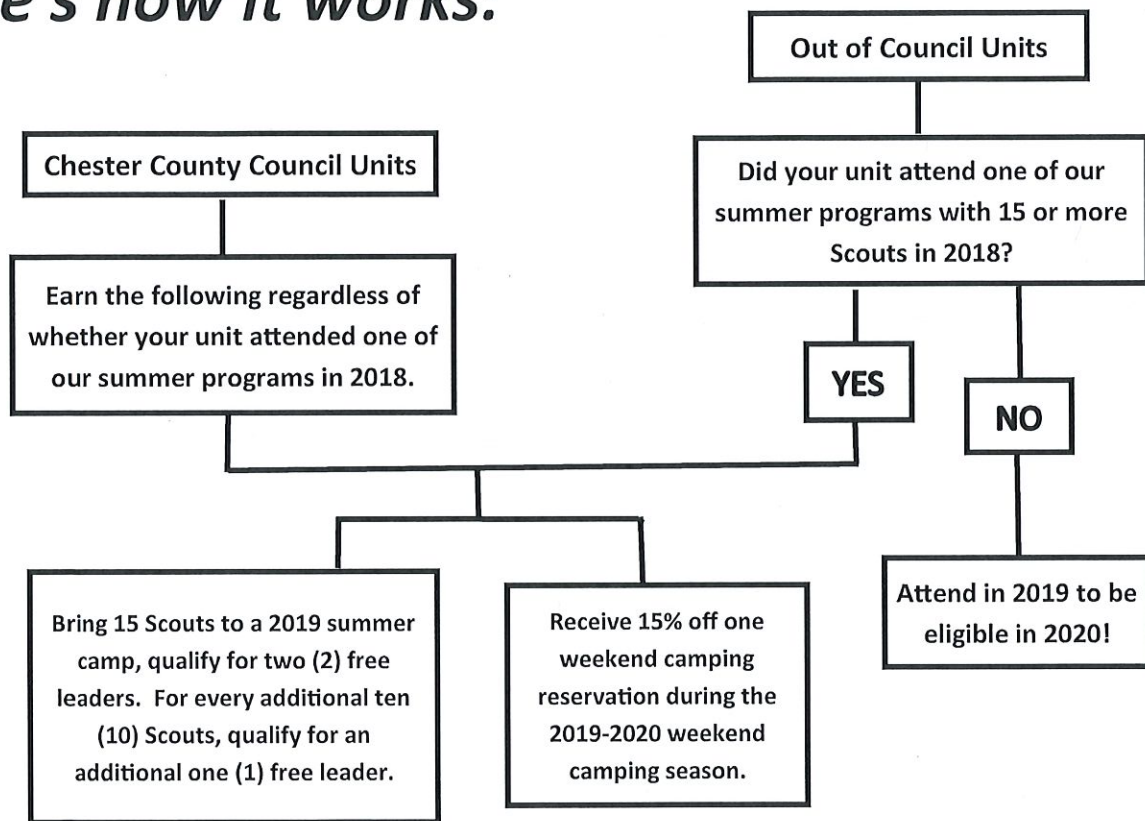 e's how it works:
Out of Council Units
Chester County Council Units
Did your unit attend one of our
summer programs with 15 or more
Scouts in 2018?
Earn the following regardless of
whether your unit attended one of
our summer programs in 2018.
YES
NO
Bring 15 Scouts to a 2019 summer
camp, qualify for two (2) free
leaders. For every additional ten
(10) Scouts, qualify for an
additional one (1) free leader.
Receive 15% off one
weekend camping
reservation during the
2019-2020 weekend
camping season.
Attend in 2019 to be
eligible in 2020!